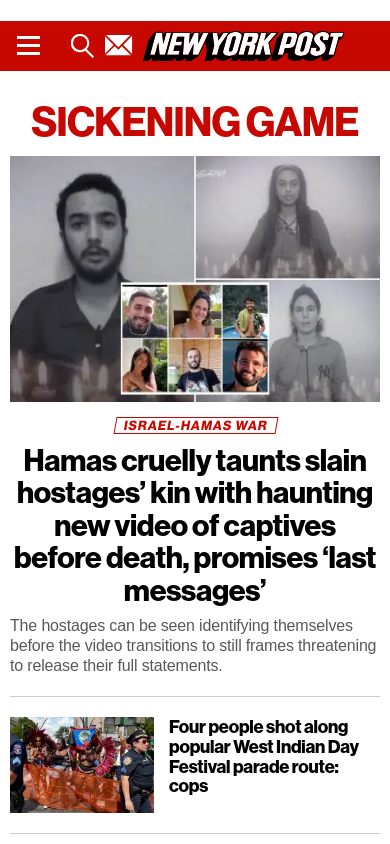 NEW YORK POST
SICKENING GAME
ISRAEL-HAMAS WAR
Hamas cruelly taunts slain
hostages’ kin with haunting
new video of captives
before death, promises ‘last
messages’
The hostages can be seen identifying themselves
before the video transitions to still frames threatening
to release their full statements.
Four people shot along
popular West Indian Day
Festival parade route:
cops